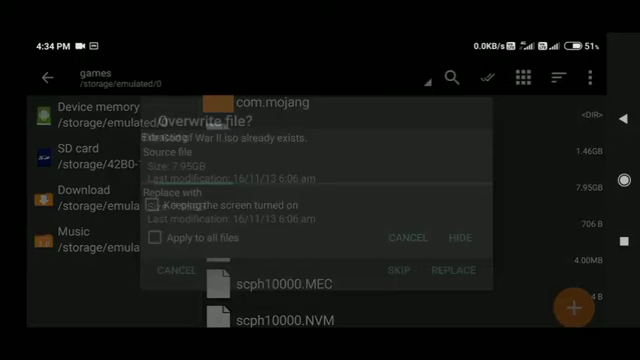 4:34 PM
0.0KB/s
51%
games
/storage/emulated/0
Device memory
/storage/emulated/0
SD card
/storage/42B0-
Download
/storage/emula
Music
/storage/emula
com.mojang
<DIR>
Overwrite file?
War II.iso already exists.
1.46GB
Source file
Size: 7.95GB
7.95GB
Last modification: 16/11/13 6:06 am
Replace with
Keeping the screen turned on
706 B
Last modification: 16/11/13 6:06 am
Apply to all files
CANCEL
HIDE
4.00MB
CANCEL
SKIP
REPLACE
scph10000.MEC
4 B
scph10000.NVM